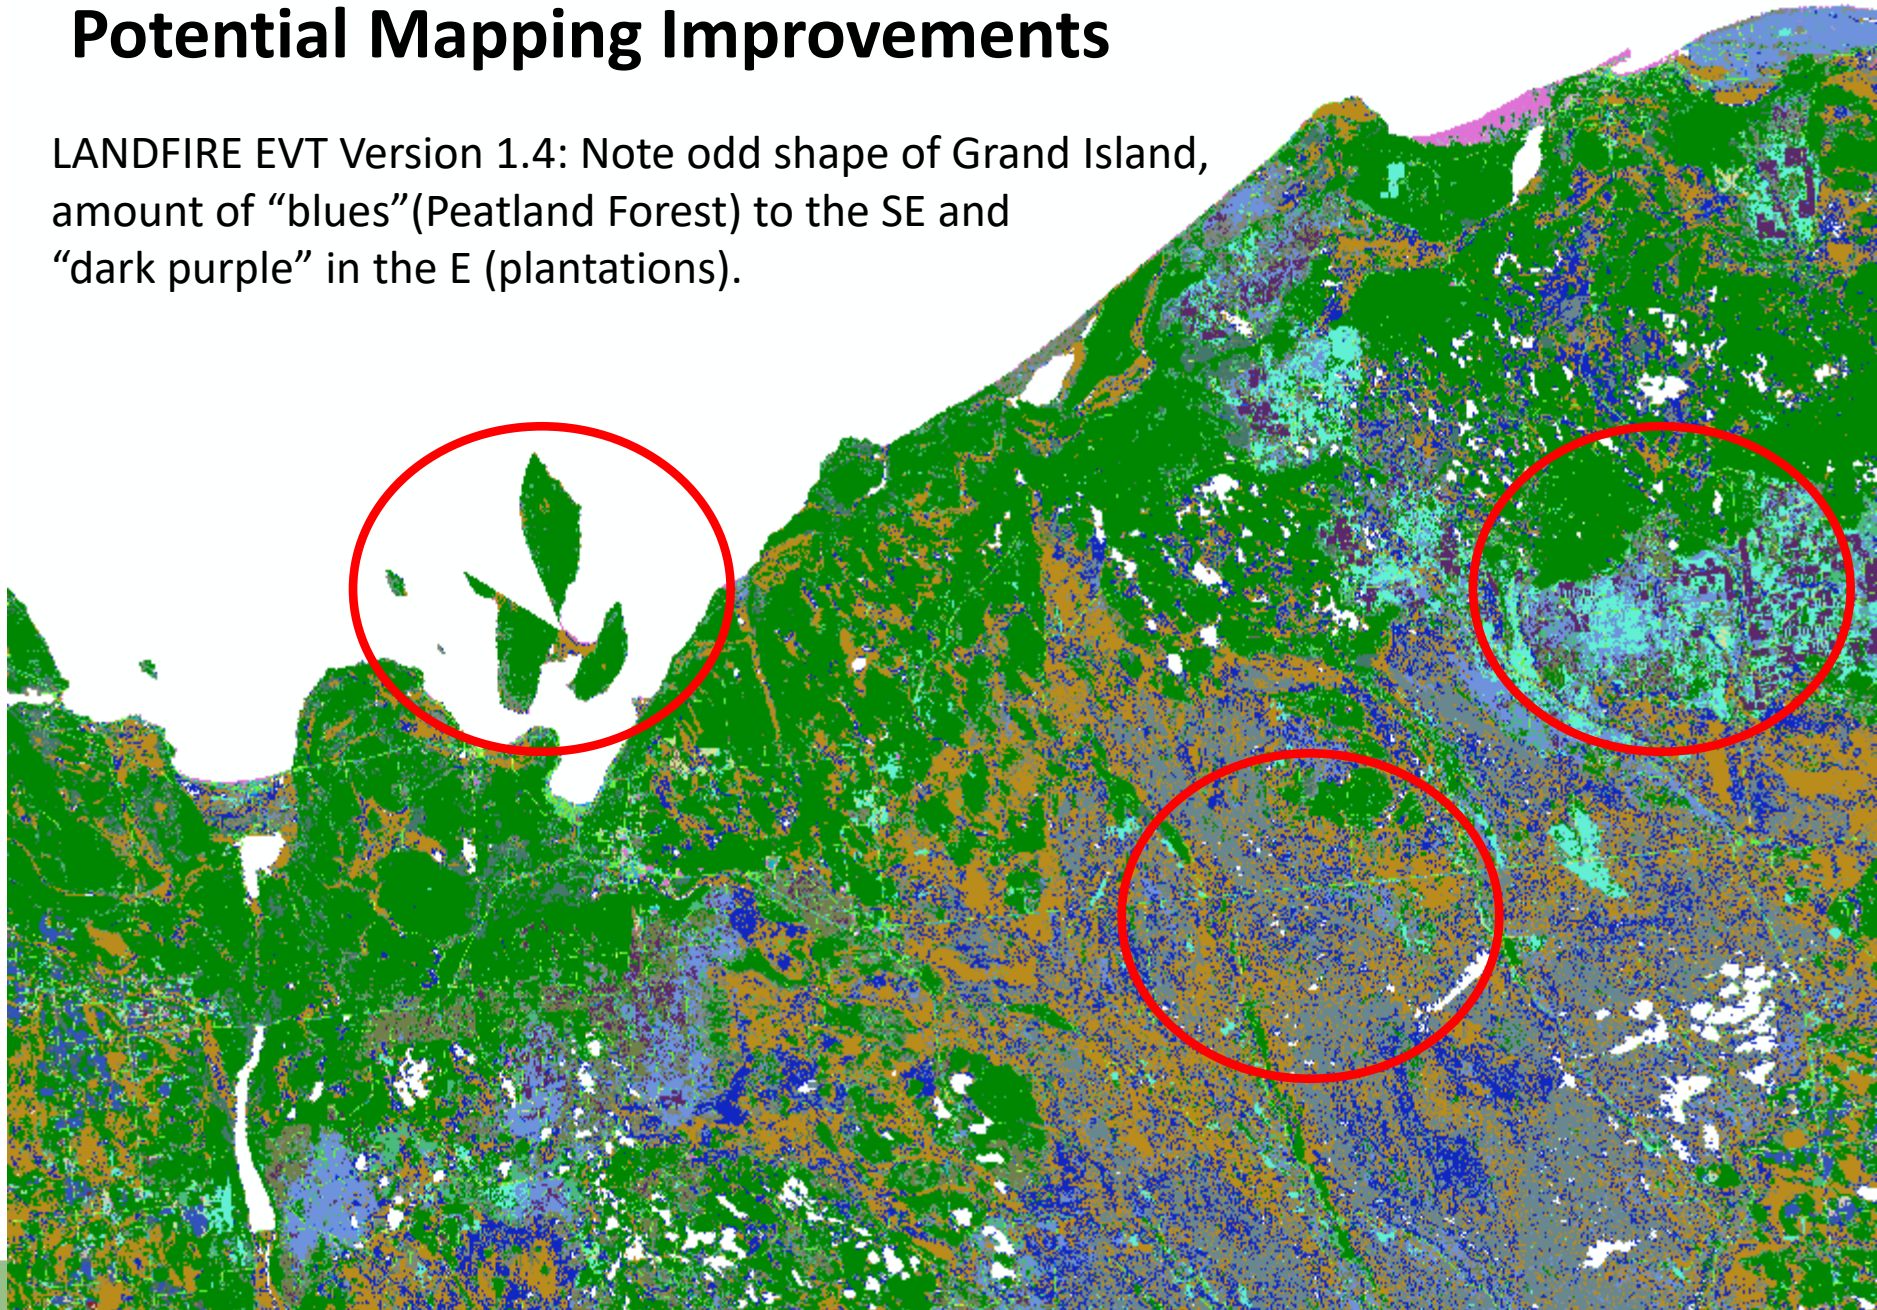 Potential Mapping Improvements
LANDFIRE EVT Version 1.4: Note odd shape of Grand Island,
amount of “blues”(Peatland Forest) to the SE and
“dark purple” in the E (plantations).